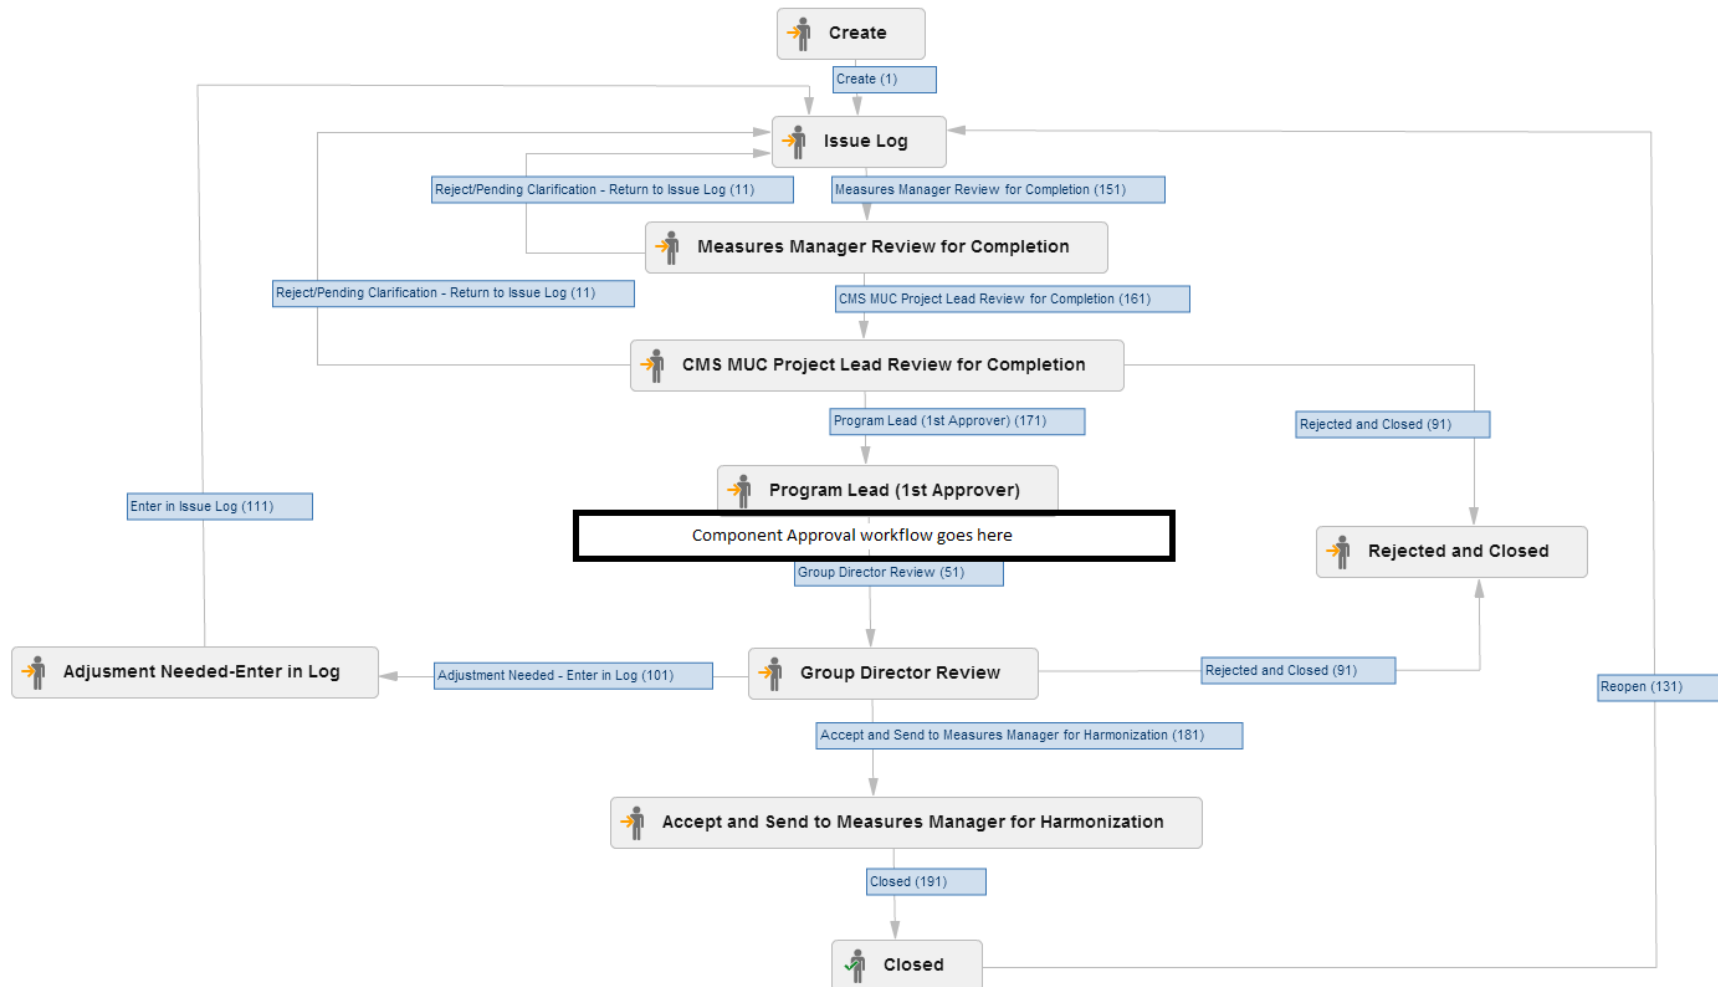 Create
Create (1)
Issue Log
Reject/Pending Clarification - Return to Issue Log (11)
Measures Manager Review for Completion (151)
Measures Manager Review for Completion
Reject/Pending Clarification - Return to Issue Log (11)
CMS MUC Project Lead Review for Completion (161)
CMS MUC Project Lead Review for Completion
Program Lead (1st Approver) (171)
Rejected and Closed (91)
Program Lead (1st Approver)
Enter in Issue Log (111)
Component Approval workflow goes here
Rejected and Closed
Group Director Review (51)
Adjusment Needed-Enter in Log
Adjustment Needed - Enter in Log (101)
Group Director Review
Rejected and Closed (91)
Reopen (131)
Accept and Send to Measures Manager for Harmonization (181)
Accept and Send to Measures Manager for Harmonization
Closed (191)
Closed